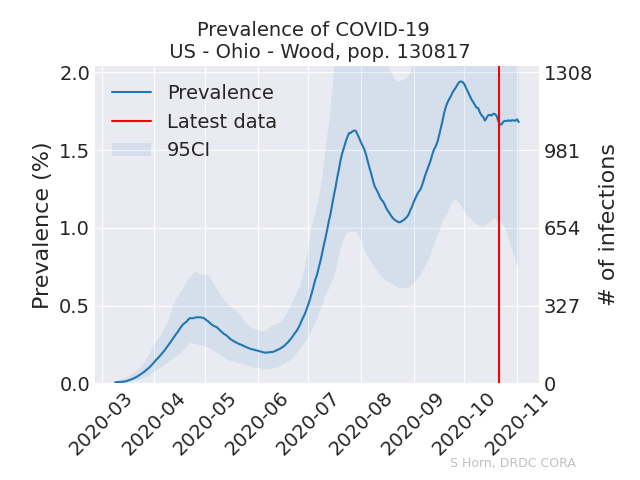 Prevalence of COVID-19
US - Ohio - Wood, pop. 130817
Prevalence
Latest data
95CI
Prevalence (%)
2.0
1.5
1.0
0.5
0.0
1308
981
654
327
0
# of infections
2020-03
2020-04
2020-05
2020-06
2020-07
2020-08
2020-09
2020-10
2020-11
S Horn, DRDC CORA